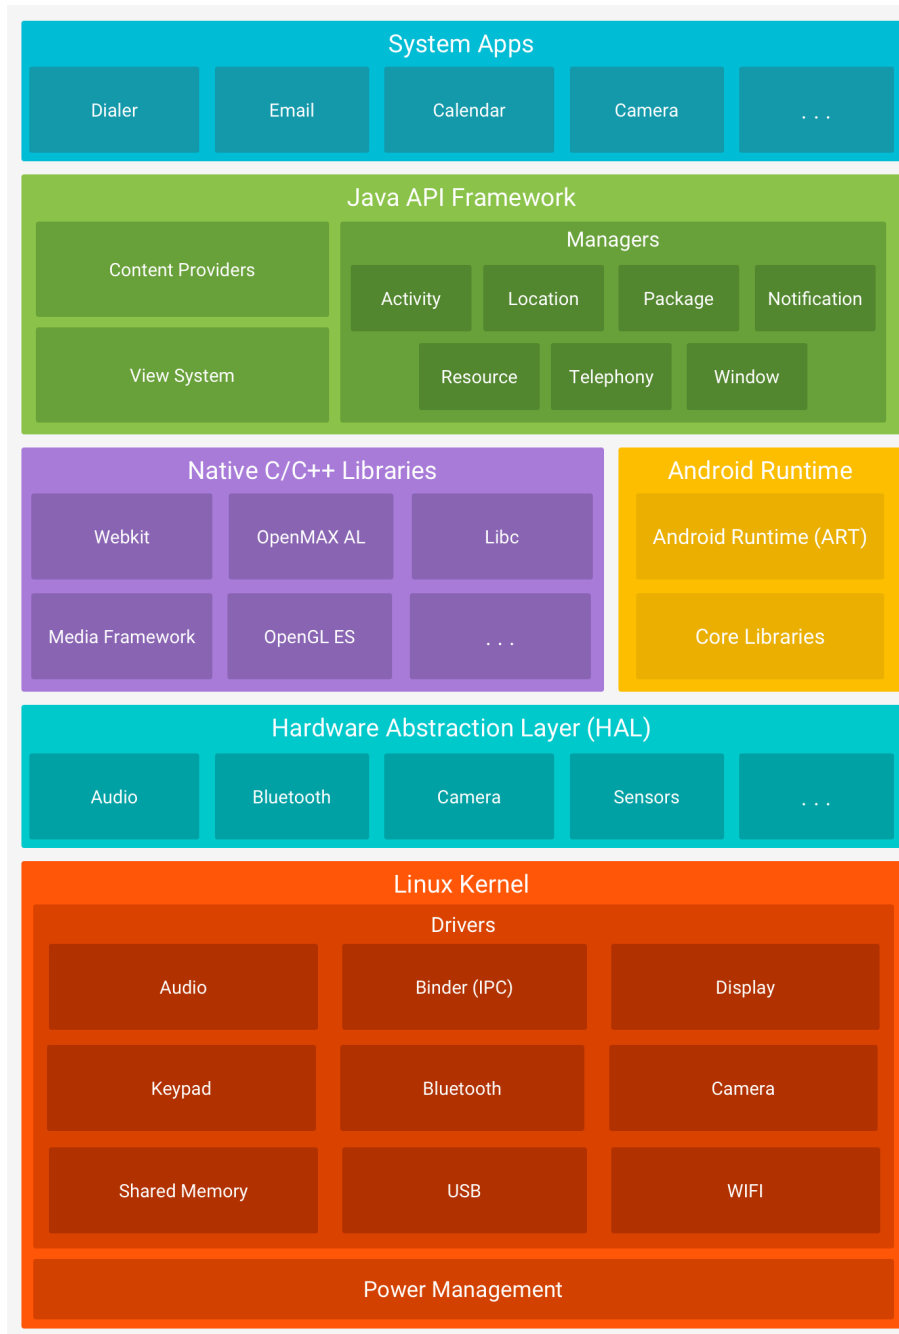 System Apps
Dialer
Email
Calendar
Camera
. . .
Java API Framework
Content Providers
View System
Managers
Activity
Location
Package
Notification
Resource
Telephony
Window
Native C/C++ Libraries
Webkit
OpenMAX AL
Libc
Media Framework
OpenGL ES
. . .
Android Runtime
Android Runtime (ART)
Core Libraries
Hardware Abstraction Layer (HAL)
Audio
Bluetooth
Camera
Sensors
. . .
Linux Kernel
Drivers
Audio
Binder (IPC)
Display
Keypad
Bluetooth
Camera
Shared Memory
USB
WIFI
Power Management